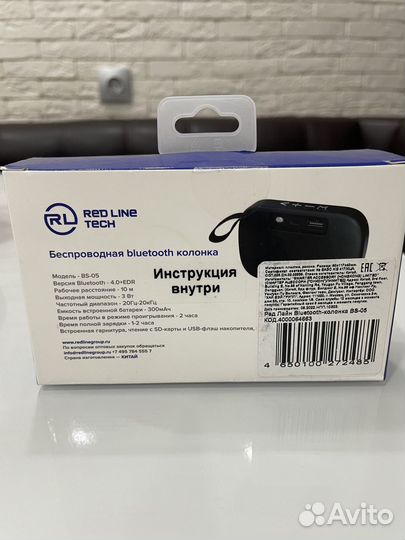 RL RED LINE
TECH
Беспроводная bluetooth колонка
Модель - BS-05
Версия Bluetooth - 4.0+EDR
Рабочее расстояние - 10 м
Выходная мощность - 3 Вт
Частотный диапазон - 20Гц-20кГц
Емкость встроенной батареи - 300мАч
Время работы в режиме проигрывания - 2 часа
Время полной зарядки - 1-2 часа
Встроенная гарнитура, чтение с SD-карты и USB-флэш накопителя,
www.redlinegroup.ru
info@redlinegroup.ru +7 495 784 555 7
По вопросам оптовых закупок обращаться
Страна изготовления — КИТАЙ
Инструкция
внутри
EAC
Ред Лайн Bluetooth-колонка BS-05
КОД.4000064663
4 650100 272485
Avito